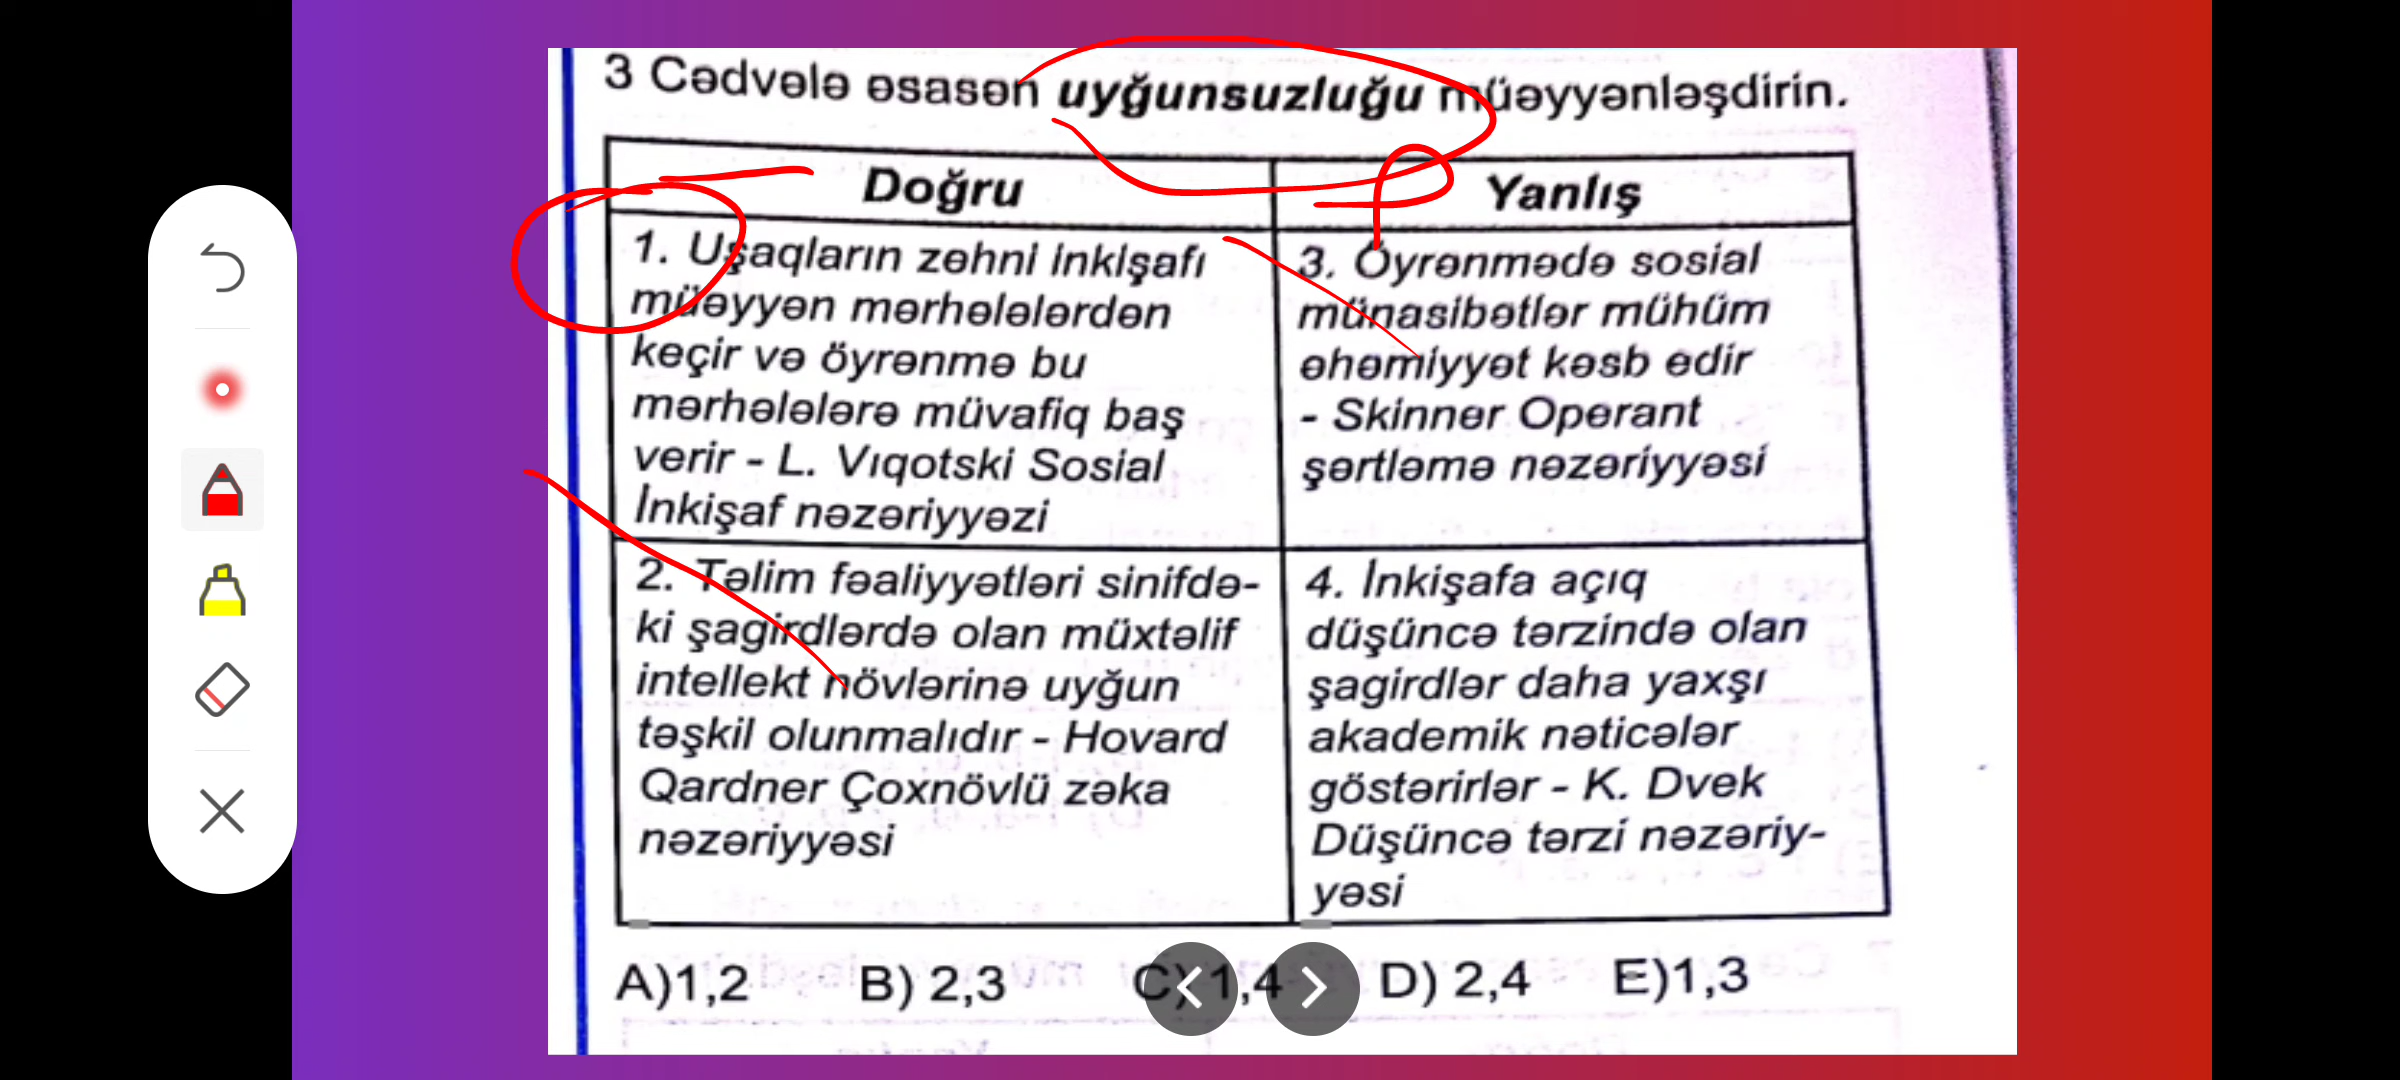 3 Cədvələ əsasən uyğunsuzluğu müəyyənləşdirin.
Doğru
Yanlış
1. Uşaqların zəhni inkişafı
müəyyən mərhələlərdən
keçir və öyrənmə bu
mərhələlərə müvafiq baş
verir - L. Vıqotski Sosial
İnkişaf nəzəriyyəzi
3. Öyrənmədə sosial
münasibətlər mühüm
əhəmiyyət kəsb edir
- Skinner Operant
şərtləmə nəzəriyyəsi
2. Təlim fəaliyyətləri sinifdə-
ki şagirdlərdə olan müxtəlif
intellekt növlərinə uyğun
təşkil olunmalıdır - Hovard
Qardner Çoxnövlü zəka
nəzəriyyəsi
4. İnkişafa açıq
düşüncə tərzində olan
şagirdlər daha yaxşı
akademik nəticələr
göstərirlər - K. Dvek
Düşüncə tərzi nəzəriy-
yəsi
A)1,2 B) 2,3 C) 1,4 D) 2,4 E)1,3